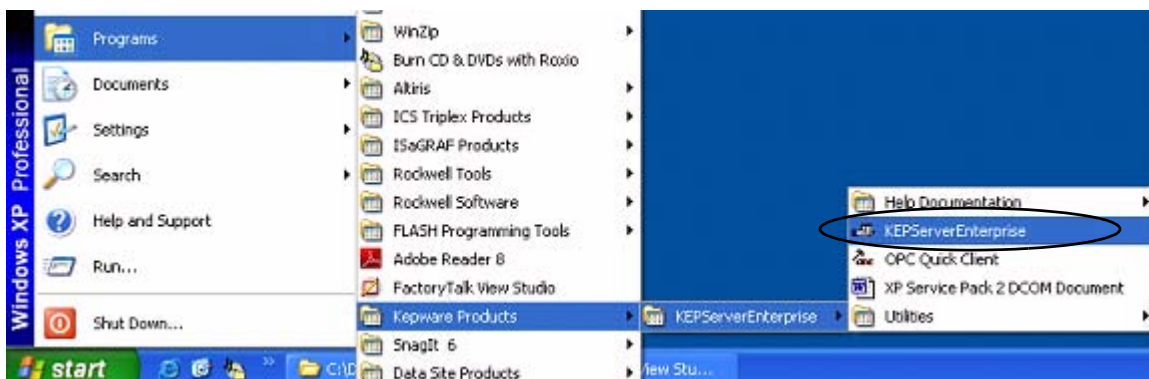 Windows XP Professional
Programs
Documents
Settings
Search
Help and Support
Run...
Shut Down...
WinZip
Burn CD & DVDs with Roxio
Altiris
ICS Triplex Products
ISaGRAF Products
Rockwell Tools
Rockwell Software
FLASH Programming Tools
Adobe Reader 8
FactoryTalk View Studio
Kepware Products
SnagIt 6
Data Site Products
KEPServerEnterprise
Help Documentation
KEPServerEnterprise
OPC Quick Client
XP Service Pack 2 DCOM Document
Utilities
start
C:\D
View Stu...